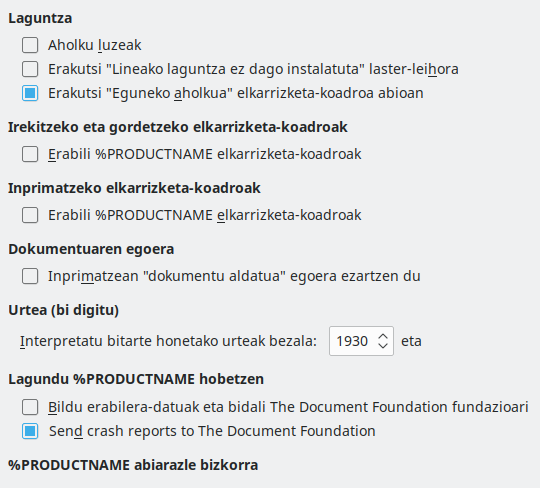 Laguntza
Aholku luzeak
Erakutsi "Lineako laguntza ez dago instalatuta" laster-leihora
Erakutsi "Eguneko aholkua" elkarrizketa-koadroa abioan
Irekitzeko eta gordetzeko elkarrizketa-koadroak
Erabili %PRODUCTNAME elkarrizketa-koadroak
Inprimatzeko elkarrizketa-koadroak
Erabili %PRODUCTNAME elkarrizketa-koadroak
Dokumentuaren egoera
Inprimatzean "dokumentu aldatua" egoera ezartzen du
Urtea (bi digitu)
Interpretatu bitarte honetako urteak bezala: 1930 eta
Lagundu %PRODUCTNAME hobetzen
Bildu erabilera-datuak eta bidali The Document Foundation fundazioari
Send crash reports to The Document Foundation
%PRODUCTNAME abiarazle bizkorra